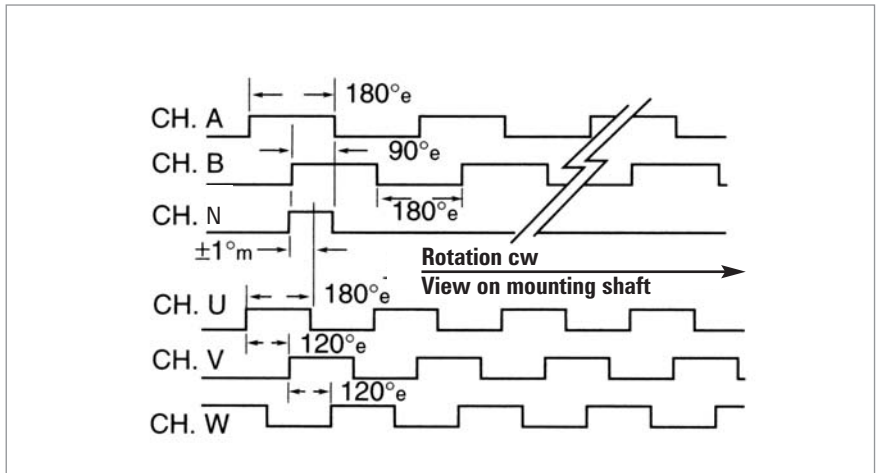 180°e
CH. A
90°e
CH. B
180°e
CH. N
±1°m
Rotation cw
View on mounting shaft
180°e
CH. U
120°e
CH. V
120°e
CH. W